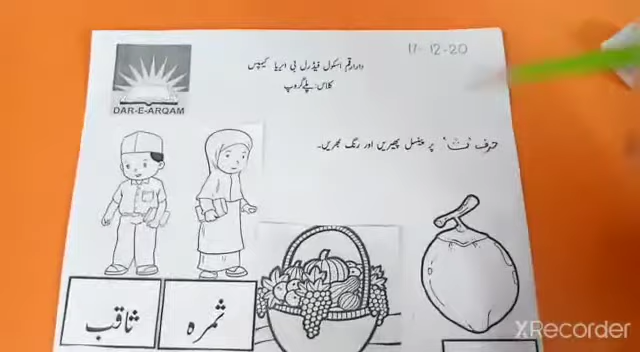 17-12-20
دارارقم اسکول فیڈرل بی ایریا کیمپس
کلاس: پلے گروپ
DAR-E-ARQAM
حرف ’ث‘ پر پینسل پھیریں اور رنگ بھریں۔
ثاقب
ثمرہ
XRecorder